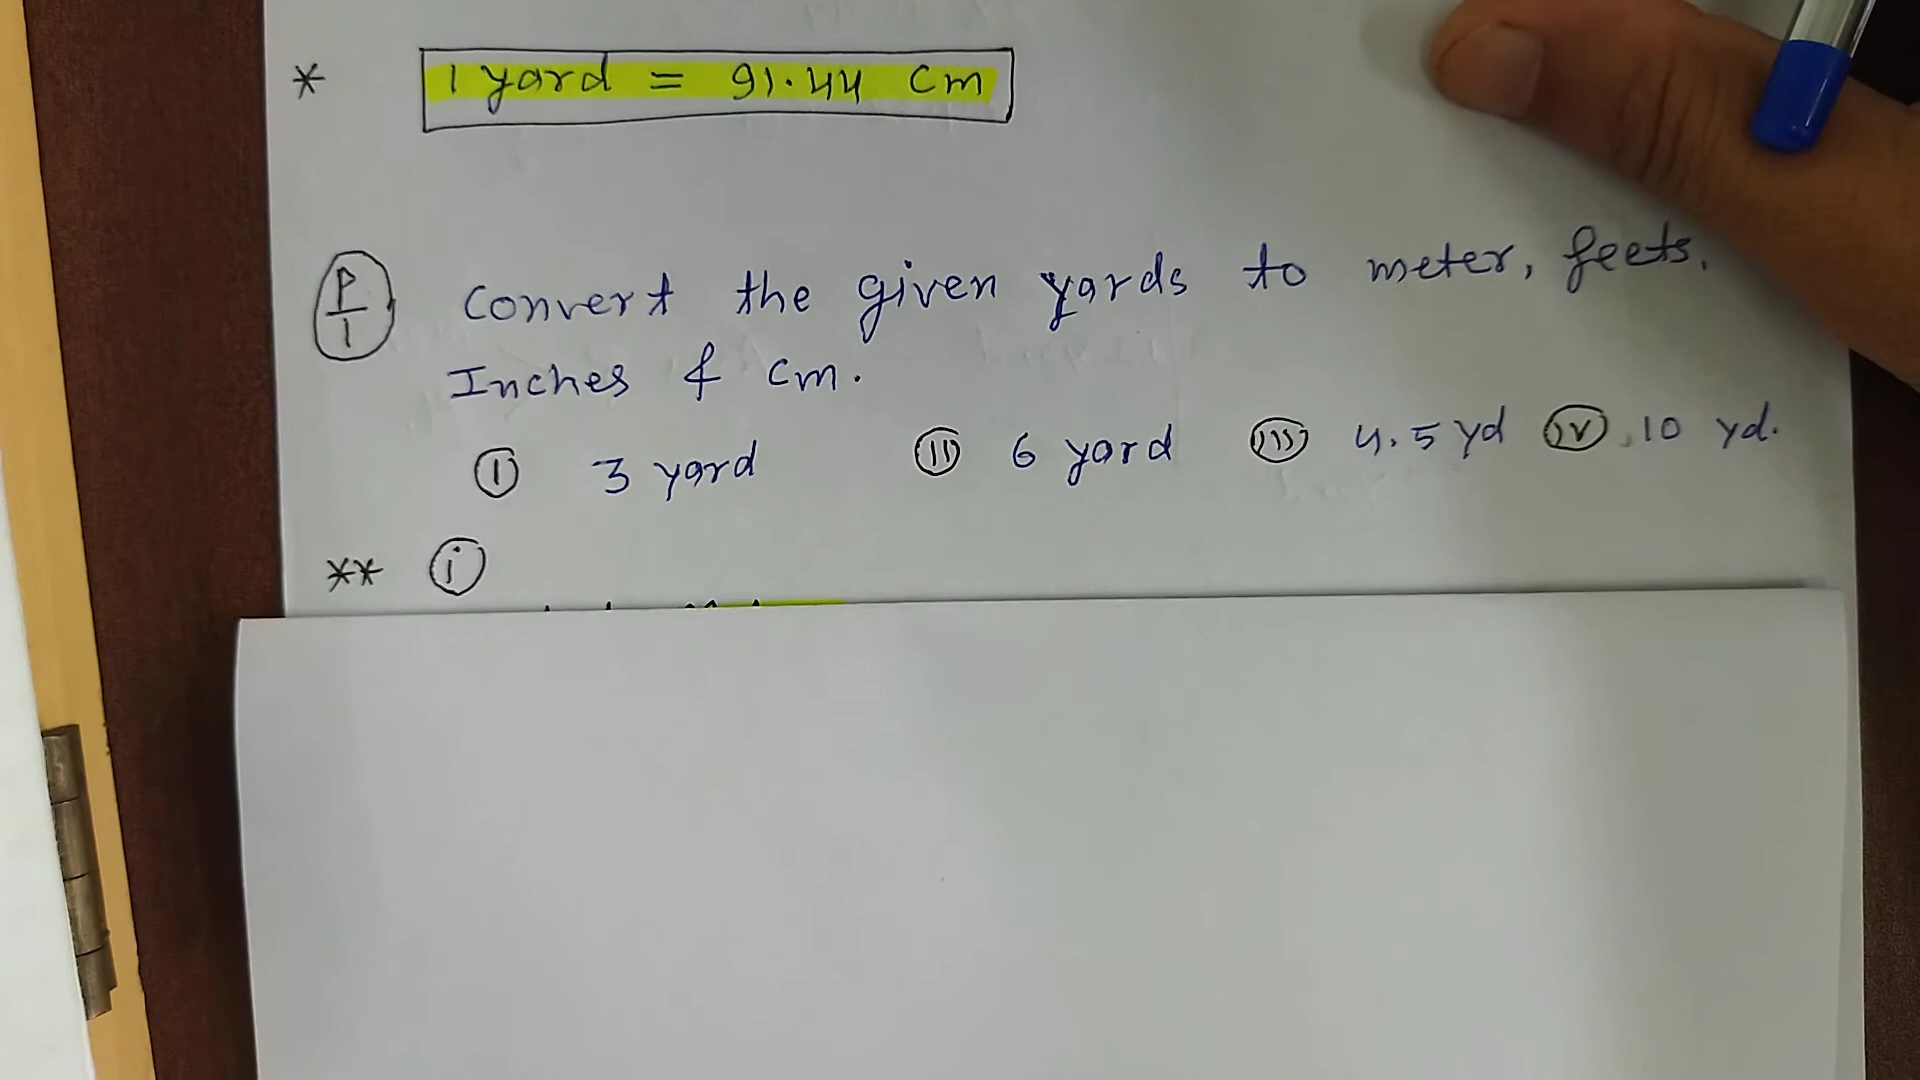 * 1 yard = 91.44 cm
P/1 Convert the given yards to meter, feets,
Inches & cm.
(i) 3 yard (ii) 6 yard (iii) 4.5 yd (iv) 10 yd.
** (i)